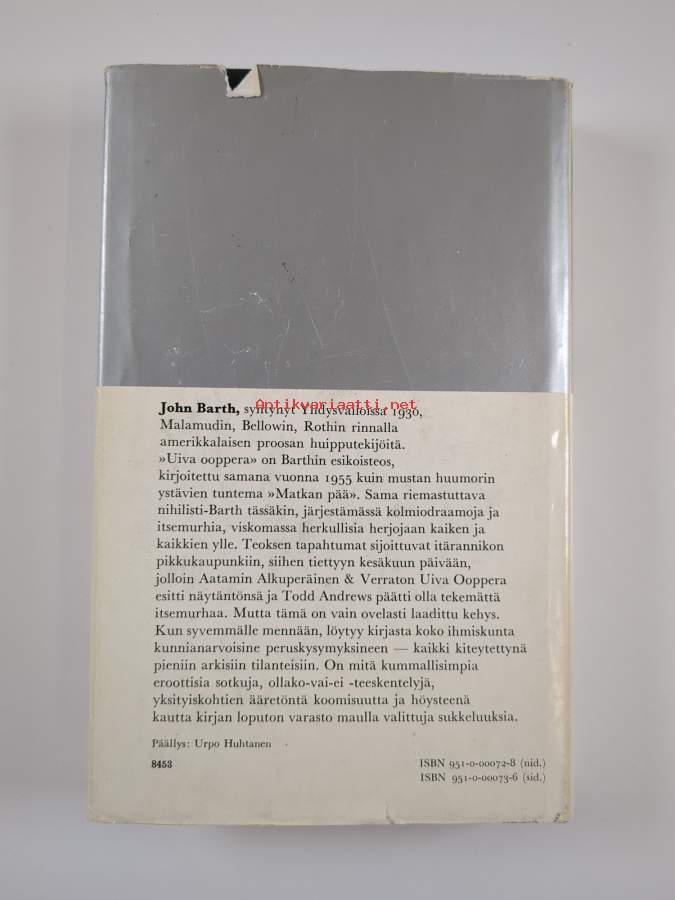 Antikvariaatti.net
John Barth, syntynyt Yhdysvalloissa 1930,
Malamudin, Bellowin, Rothin rinnalla
amerikkalaisen proosan huipputekijöitä.
»Uiva ooppera» on Barthin esikoisteos,
kirjoitettu samana vuonna 1955 kuin mustan huumorin
ystävien tuntema »Matkan pää». Sama riemastuttava
nihilisti-Barth tässäkin, järjestämässä kolmiodraamoja ja
itsemurhia, viskomassa herkullisia herjojaan kaiken ja
kaikkien ylle. Teoksen tapahtumat sijoittuvat itärannikon
pikkukaupunkiin, siihen tiettyyn kesäkuun päivään,
jolloin Aatamin Alkuperäinen & Verraton Uiva Ooppera
esitti näytäntönsä ja Todd Andrews päätti olla tekemättä
itsemurhaa. Mutta tämä on vain ovelasti laadittu kehys.
Kun syvemmälle mennään, löytyy kirjasta koko ihmiskunta
kunnianarvoisine peruskysymyksineen — kaikki kiteytettynä
pieniin arkisiin tilanteisiin. On mitä kummallisimpia
eroottisia sotkuja, ollako-vai-ei -teeskentelyjä,
yksityiskohtien ääretöntä koomisuutta ja höysteenä
kautta kirjan loputon varasto maulla valittuja sukkeluuksia.
Päällys: Urpo Huhtanen
8453
ISBN 951-0-00072-8 (nid.)
ISBN 951-0-00073-6 (sid.)